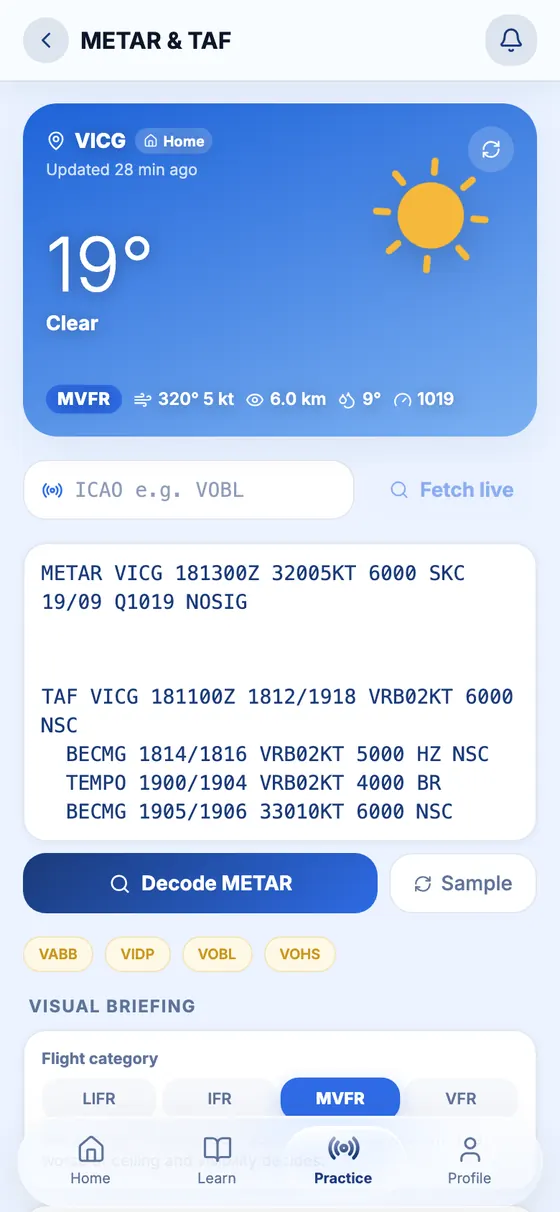 METAR & TAF
VICG Home
Updated 28 min ago
19°
Clear
MVFR 320° 5 kt 6.0 km 9° 1019
ICAO e.g. VOBL Fetch live
METAR VICG 181300Z 32005KT 6000 SKC
19/09 Q1019 NOSIG
TAF VICG 181100Z 1812/1918 VRB02KT 6000
NSC
BECMG 1814/1816 VRB02KT 5000 HZ NSC
TEMPO 1900/1904 VRB02KT 4000 BR
BECMG 1905/1906 33010KT 6000 NSC
Decode METAR Sample
VABB VIDP VOBL VOHS
VISUAL BRIEFING
Flight category
LIFR IFR MVFR VFR
ceiling and visibility decides.
Home Learn Practice Profile